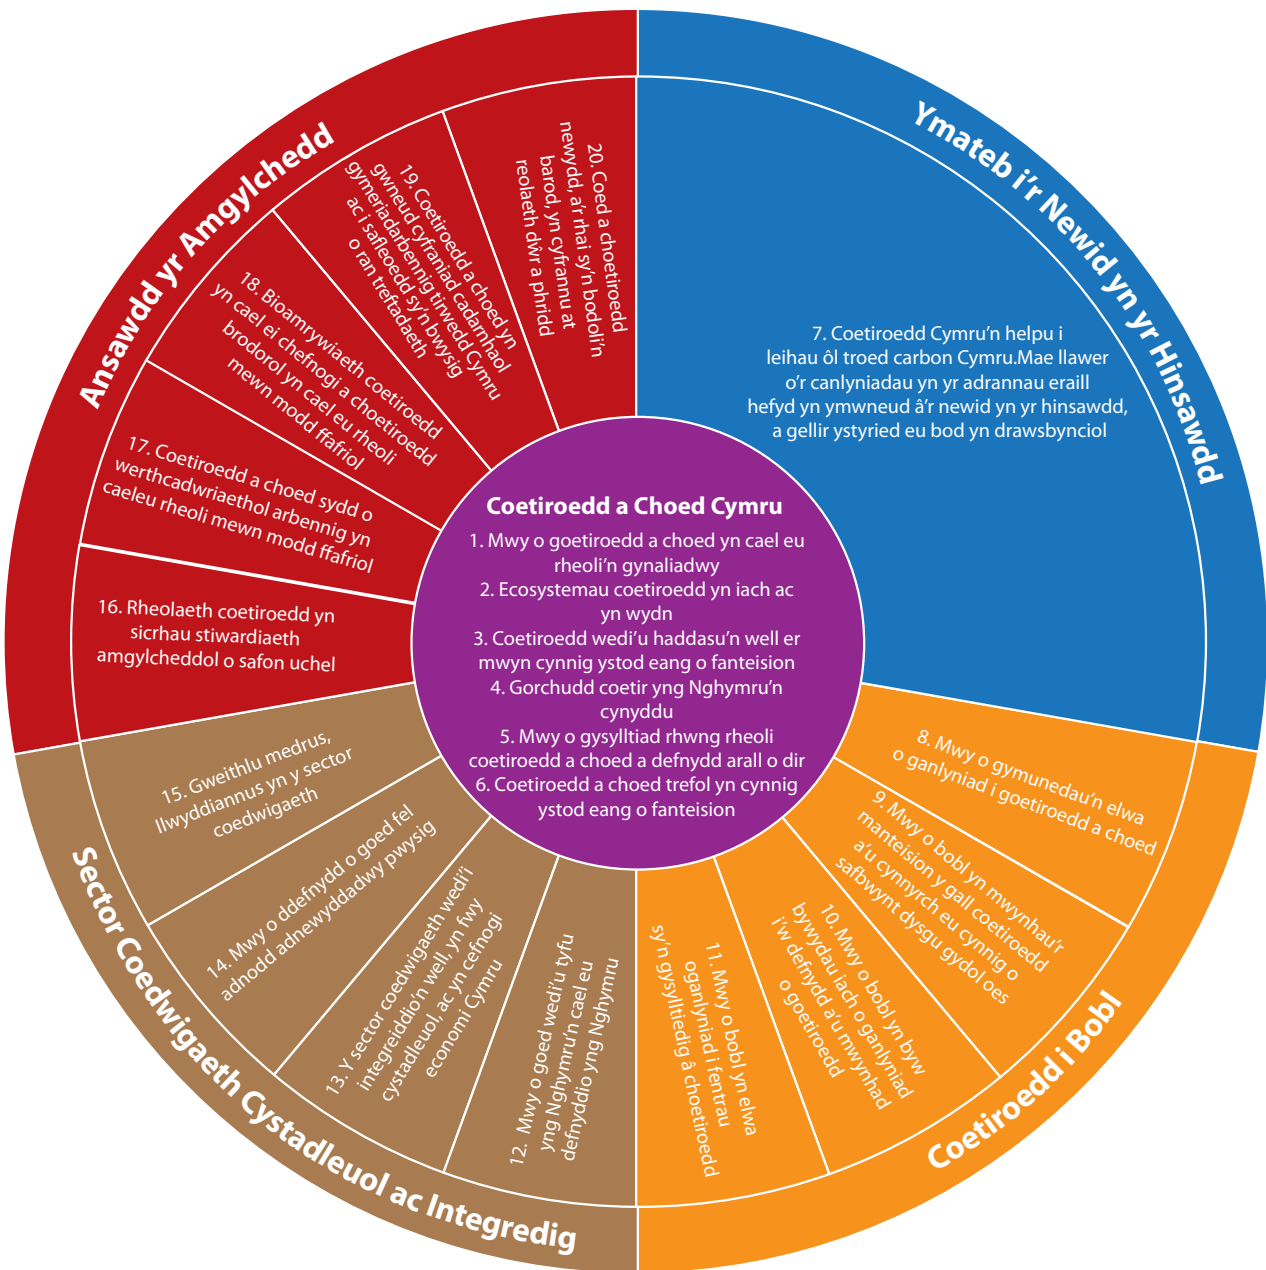 Coetiroedd a Choed Cymru
1. Mwy o goetiroedd a choed yn cael eu
rheoli'n gynaliadwy
2. Ecosystemau coetiroedd yn iach ac
yn wydn
3. Coetiroedd wedi'u haddasu'n well er
mwyn cynnig ystod eang o fanteision
4. Gorchudd coetir yng Nghymru'n
cynyddu
5. Mwy o gysylltiad rhwng rheoli
coetiroedd a choed a defnydd arall o dir
6. Coetiroedd a choed trefol yn cynnig
ystod eang o fanteision
Ymateb i'r Newid yn yr Hinsawdd
7. Coetiroedd Cymru'n helpu i
leihau ôl troed carbon Cymru.Mae llawer
o'r canlyniadau yn yr adrannau eraill
hefyd yn ymwneud â'r newid yn yr hinsawdd,
a gellir ystyried eu bod yn drawsbynciol
Coetiroedd i Bobl
8. Mwy o gymunedau'n elwa
o ganlyniad i goetiroedd a choed
9. Mwy o bobl yn mwynhau'r
manteision y gall coetiroedd
a'u cynnyrch eu cynnig o
safbwynt dysgu gydol oes
10. Mwy o bobl yn byw
bywydau iach o ganlyniad
i'w defnydd a'u mwynhad
o goetiroedd
11. Mwy o bobl yn elwa
oganlyniad i fentrau
sy'n gysylltiedig â choetiroedd
Sector Coedwigaeth Cystadleuol ac Integredig
12. Mwy o goed wedi'u tyfu
yng Nghymru'n cael eu
defnyddio yng Nghymru
13. Y sector coedwigaeth wedi'i
integreiddio'n well, yn fwy
cystadleuol, ac yn cefnogi
economi Cymru
14. Mwy o ddefnydd o goed fel
adnodd adnewyddadwy pwysig
15. Gweithlu medrus,
llwyddiannus yn y sector
coedwigaeth
Ansawdd yr Amgylchedd
16. Rheolaeth coetiroedd yn
sicrhau stiwardiaeth
amgylcheddol o safon uchel
17. Coetiroedd a choed sydd o
werthcadwriaethol arbennig yn
caeleu rheoli mewn modd ffafriol
18. Bioamrywiaeth coetiroedd
yn cael ei chefnogi a choetiroedd
brodorol yn cael eu rheoli
mewn modd ffafriol
19. Coetiroedd a choed yn
gwneud cyfraniad cadarnhaol
gymeriadarbennig tirwedd Cymru
ac i safleoedd sy'n bwysig
o ran treftadaeth
20. Coed a choetiroedd
newydd, a'r rhai sy'n bodoli'n
barod, yn cyfrannu at
reolaeth dŵr a phridd